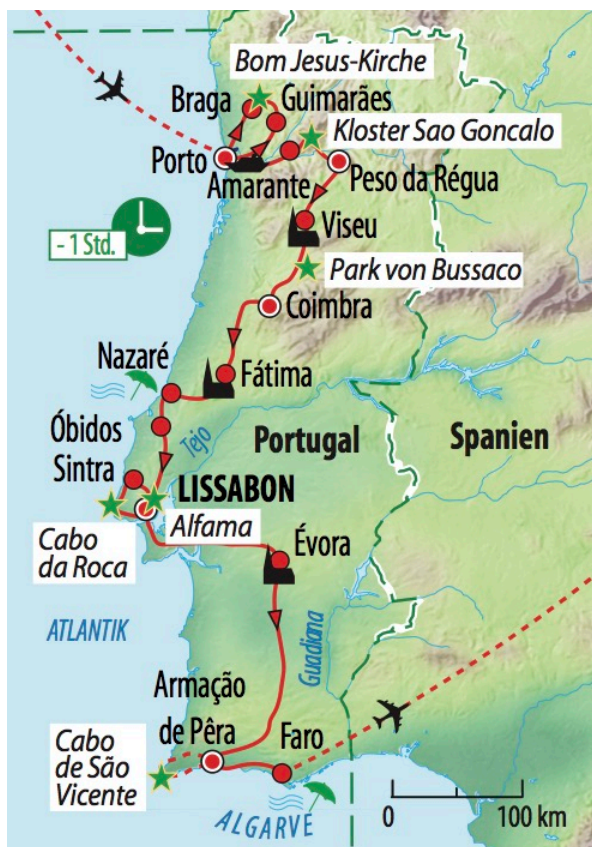 Bom Jesus-Kirche
Braga
Guimarães
Kloster Sao Goncalo
Porto
Amarante
Peso da Régua
- 1 Std.
Viseu
Park von Bussaco
Coimbra
Nazaré
Fátima
Óbidos
Tejo
Portugal
Spanien
Sintra
LISSABON
Alfama
Cabo
da Roca
Évora
ATLANTIK
Guadiana
Armação
de Pêra
Faro
Cabo
de São
Vicente
ALGARVE
0 100 km